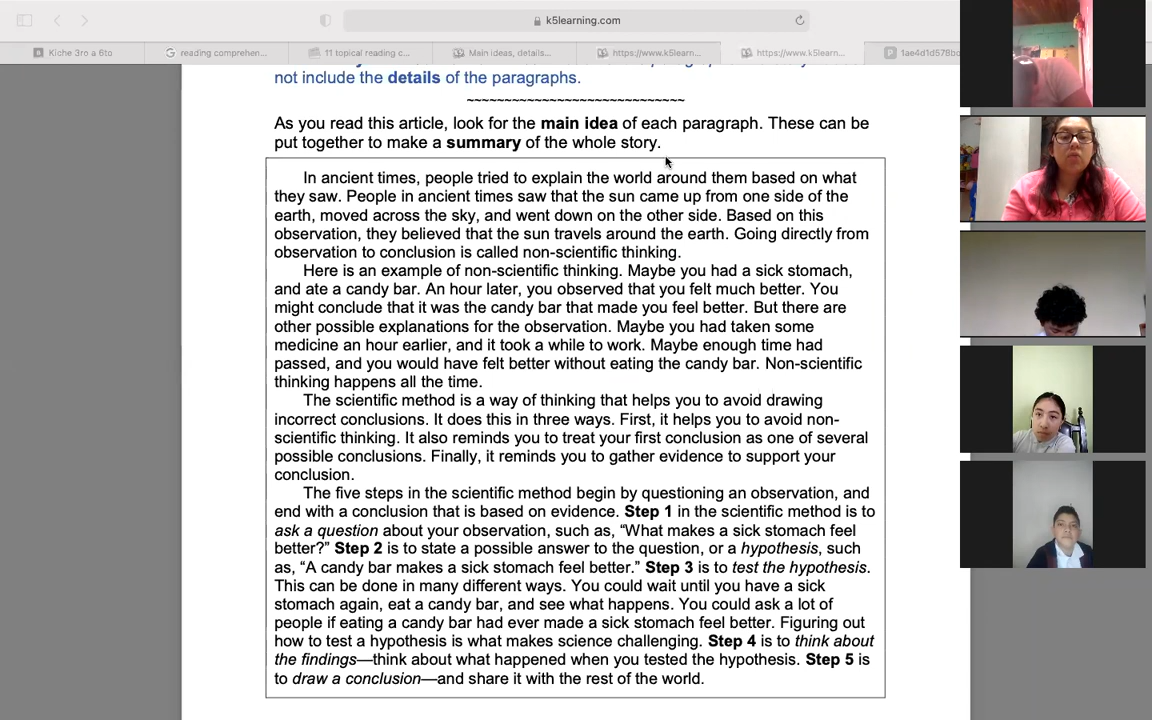 k5learning.com
Kiche 3ro a 6to
reading comprehen...
11 topical reading c...
Main ideas, details...
https://www.k5learn...
https://www.k5learn...
not include the details of the paragraphs.
~~~~~~~~~~~~~~~~~~~~~~~~~~~~
As you read this article, look for the main idea of each paragraph. These can be
put together to make a summary of the whole story.
In ancient times, people tried to explain the world around them based on what
they saw. People in ancient times saw that the sun came up from one side of the
earth, moved across the sky, and went down on the other side. Based on this
observation, they believed that the sun travels around the earth. Going directly from
observation to conclusion is called non-scientific thinking.
Here is an example of non-scientific thinking. Maybe you had a sick stomach,
and ate a candy bar. An hour later, you observed that you felt much better. You
might conclude that it was the candy bar that made you feel better. But there are
other possible explanations for the observation. Maybe you had taken some
medicine an hour earlier, and it took a while to work. Maybe enough time had
passed, and you would have felt better without eating the candy bar. Non-scientific
thinking happens all the time.
The scientific method is a way of thinking that helps you to avoid drawing
incorrect conclusions. It does this in three ways. First, it helps you to avoid non-
scientific thinking. It also reminds you to treat your first conclusion as one of several
possible conclusions. Finally, it reminds you to gather evidence to support your
conclusion.
The five steps in the scientific method begin by questioning an observation, and
end with a conclusion that is based on evidence. Step 1 in the scientific method is to
ask a question about your observation, such as, “What makes a sick stomach feel
better?” Step 2 is to state a possible answer to the question, or a hypothesis, such
as, “A candy bar makes a sick stomach feel better.” Step 3 is to test the hypothesis.
This can be done in many different ways. You could wait until you have a sick
stomach again, eat a candy bar, and see what happens. You could ask a lot of
people if eating a candy bar had ever made a sick stomach feel better. Figuring out
how to test a hypothesis is what makes science challenging. Step 4 is to think about
the findings—think about what happened when you tested the hypothesis. Step 5 is
to draw a conclusion—and share it with the rest of the world.